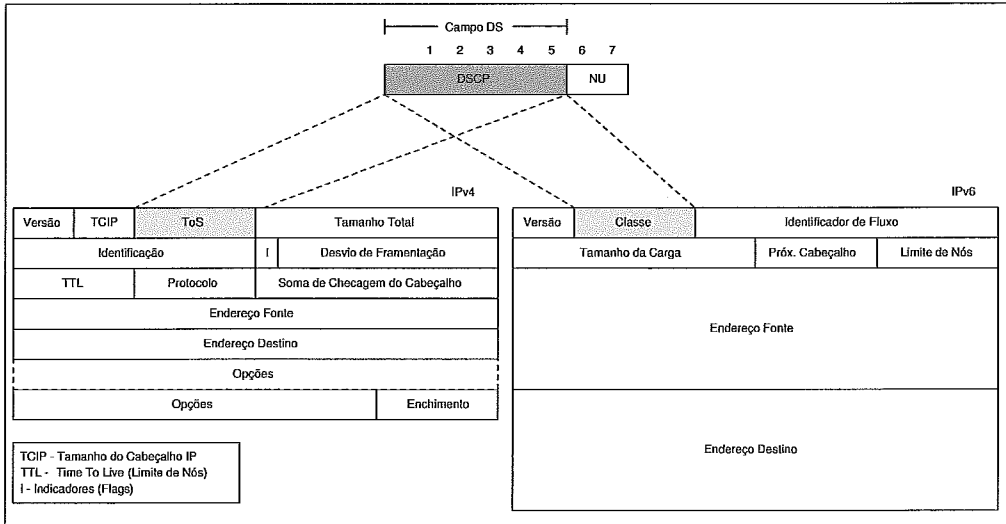 Campo DS
1 2 3 4 5 6 7
DSCP NU
IPv4
Versão TCIP ToS Tamanho Total
Identificação I Desvio de Framentação
TTL Protocolo Soma de Checagem do Cabeçalho
Endereço Fonte
Endereço Destino
Opções
Opções Enchimento
TCIP - Tamanho do Cabeçalho IP
TTL - Time To Live (Limite de Nós)
I - Indicadores (Flags)
IPv6
Versão Classe Identificador de Fluxo
Tamanho da Carga Próx. Cabeçalho Limite de Nós
Endereço Fonte
Endereço Destino